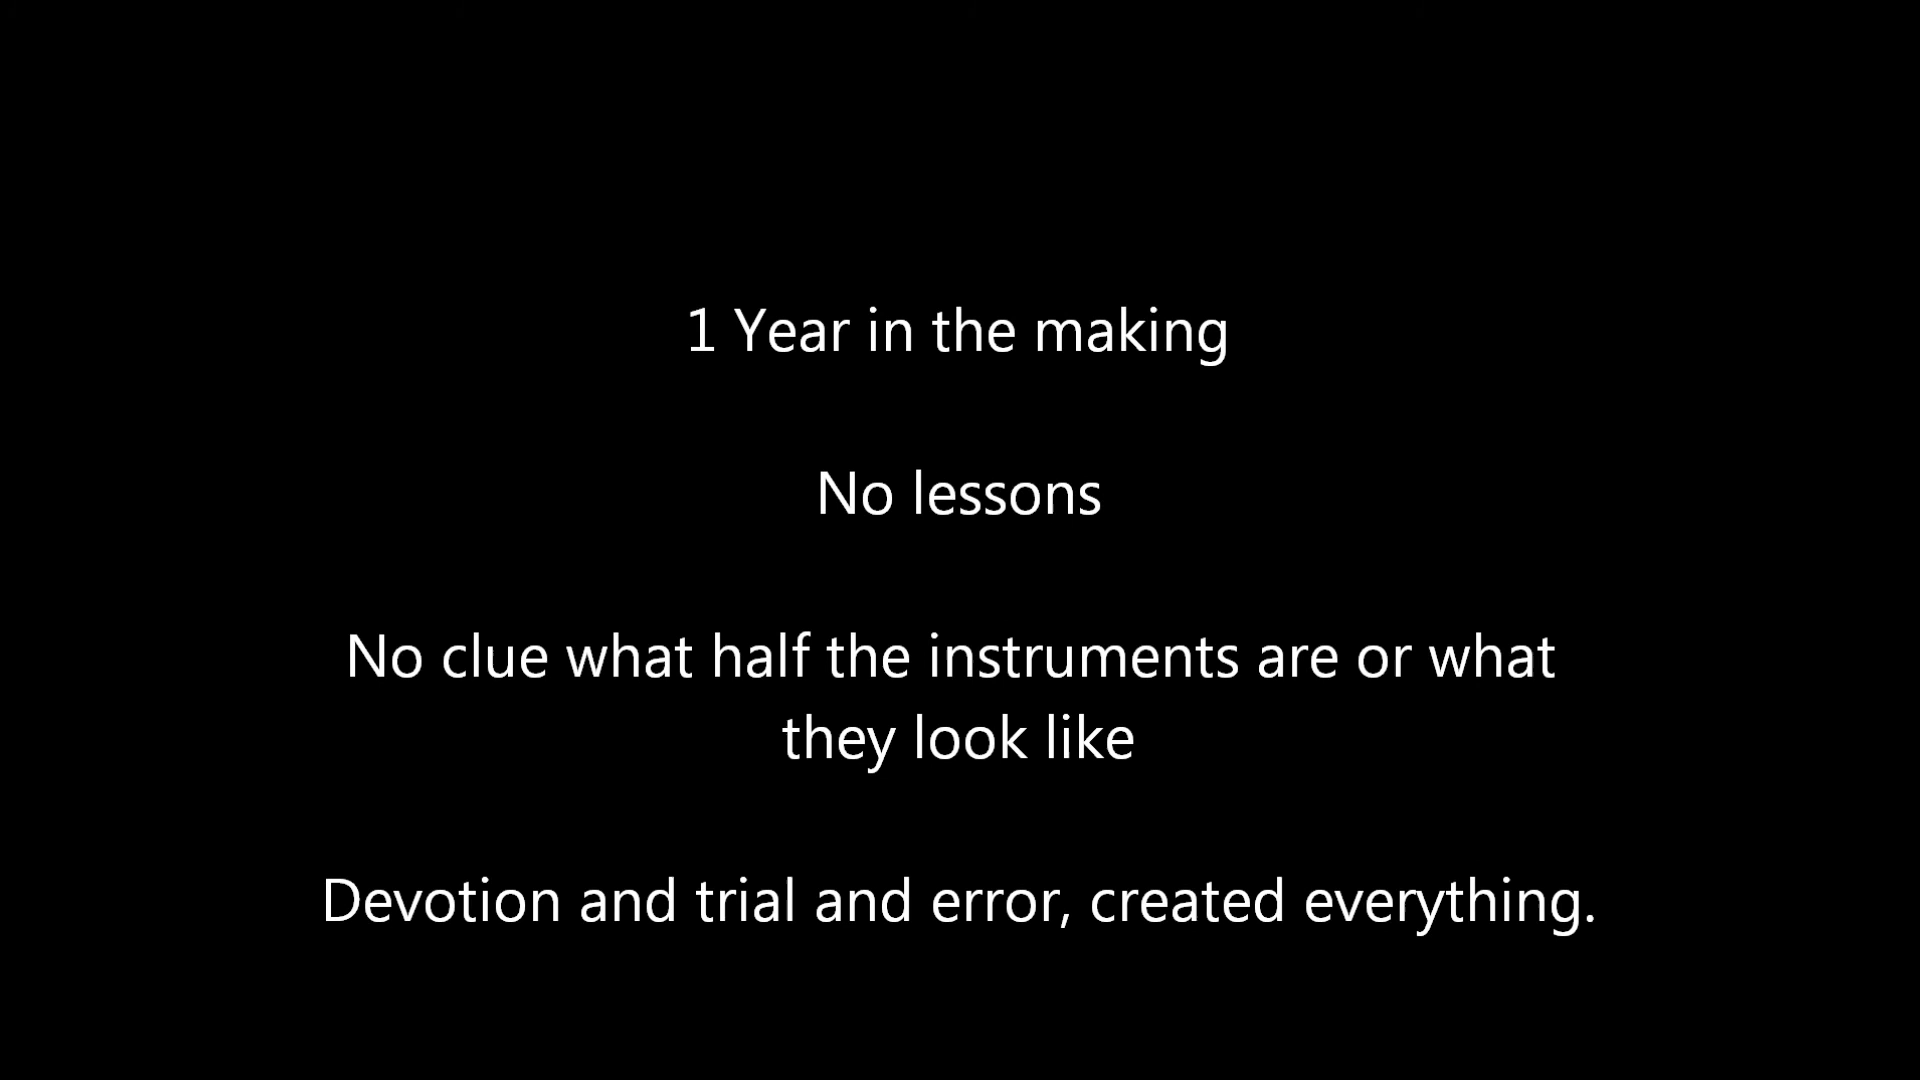 1 Year in the making
No lessons
No clue what half the instruments are or what
they look like
Devotion and trial and error, created everything.